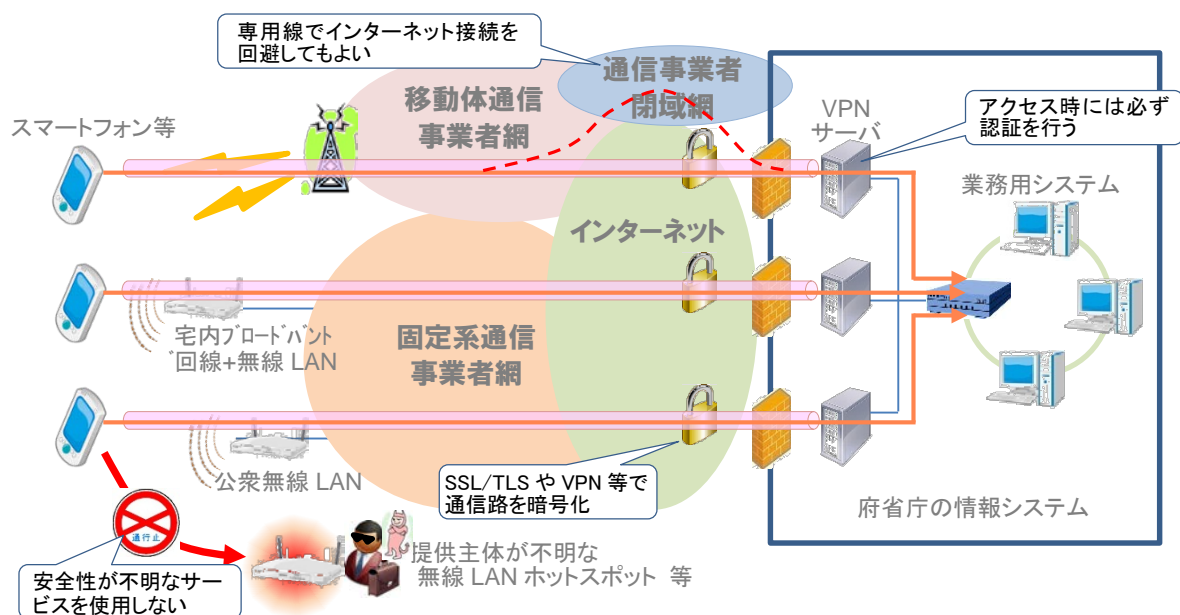 専用線でインターネット接続を
回避してもよい
通信事業者
閉域網
移動体通信
事業者網
スマートフォン等
VPN
サーバ
アクセス時には必ず
認証を行う
業務用システム
インターネット
宅内ブロードバンド
回線+無線 LAN
固定系通信
事業者網
公衆無線 LAN
SSL/TLS や VPN 等で
通信路を暗号化
府省庁の情報システム
通行止
提供主体が不明な
無線 LAN ホットスポット 等
安全性が不明なサー
ビスを使用しない